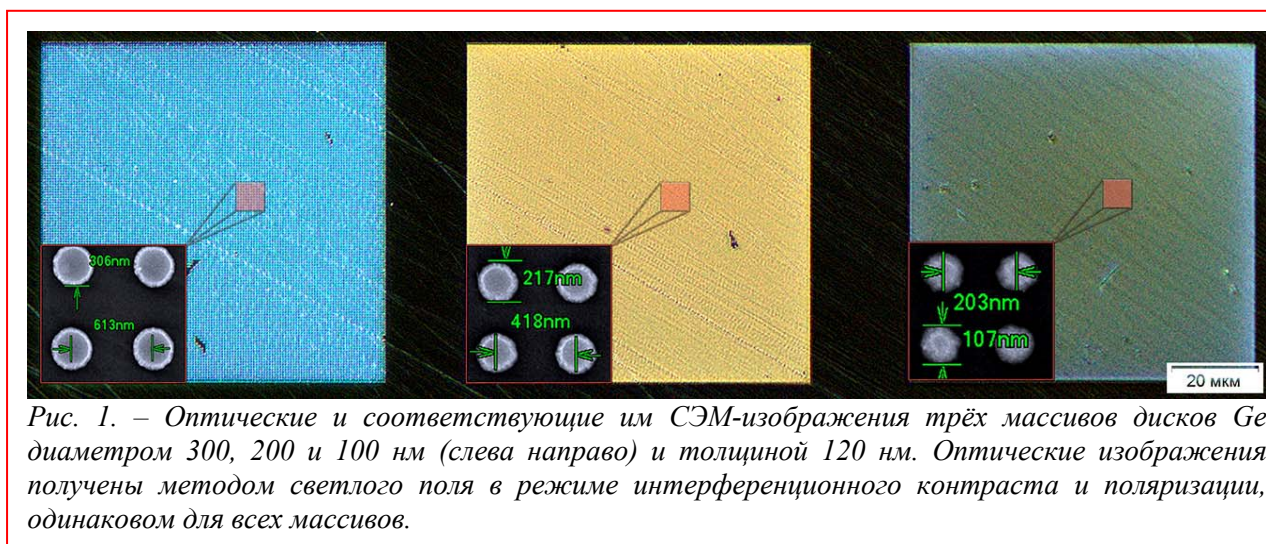 306nm
613nm
217nm
418nm
203nm
107nm
20 мкм
Рис. 1. – Оптические и соответствующие им СЭМ-изображения трёх массивов дисков Ge
диаметром 300, 200 и 100 нм (слева направо) и толщиной 120 нм. Оптические изображения
получены методом светлого поля в режиме интерференционного контраста и поляризации,
одинаковом для всех массивов.